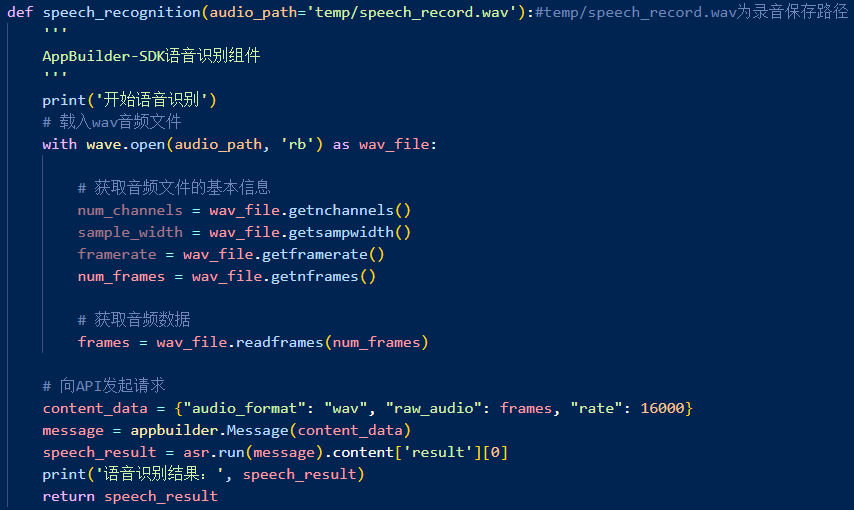 def speech_recognition(audio_path='temp/speech_record.wav'):#temp/speech_record.wav为录音保存路径
'''
AppBuilder-SDK语音识别组件
'''
print('开始语音识别')
# 载入wav音频文件
with wave.open(audio_path, 'rb') as wav_file:
# 获取音频文件的基本信息
num_channels = wav_file.getnchannels()
sample_width = wav_file.getsampwidth()
framerate = wav_file.getframerate()
num_frames = wav_file.getnframes()
# 获取音频数据
frames = wav_file.readframes(num_frames)
# 向API发起请求
content_data = {"audio_format": "wav", "raw_audio": frames, "rate": 16000}
message = appbuilder.Message(content_data)
speech_result = asr.run(message).content['result'][0]
print('语音识别结果：', speech_result)
return speech_result